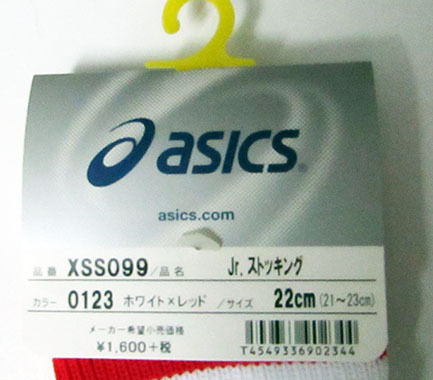 asics
asics.com
品番 XSS099/品名 Jr.ストッキング
カラー 0123 ホワイト×レッド/サイズ 22cm(21～23cm)
メーカー希望小売価格
¥1,600+税
T4549336902344